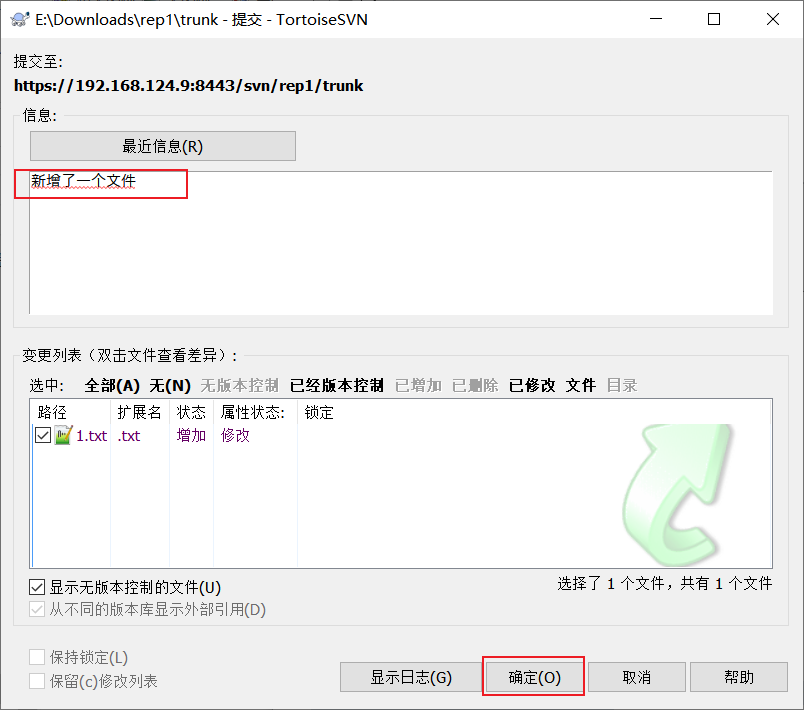 E:\Downloads\rep1\trunk - 提交 - TortoiseSVN
提交至:
https://192.168.124.9:8443/svn/rep1/trunk
信息:
最近信息(R)
新增了一个文件
变更列表（双击文件查看差异）:
选中: 全部(A) 无(N) 无版本控制 已经版本控制 已增加 已删除 已修改 文件 目录
路径 扩展名 状态 属性状态: 锁定
1.txt .txt 增加 修改
显示无版本控制的文件(U) 选择了 1 个文件，共有 1 个文件
从不同的版本库显示外部引用(D)
保持锁定(L)
保留(c)修改列表
显示日志(G) 确定(O) 取消 帮助